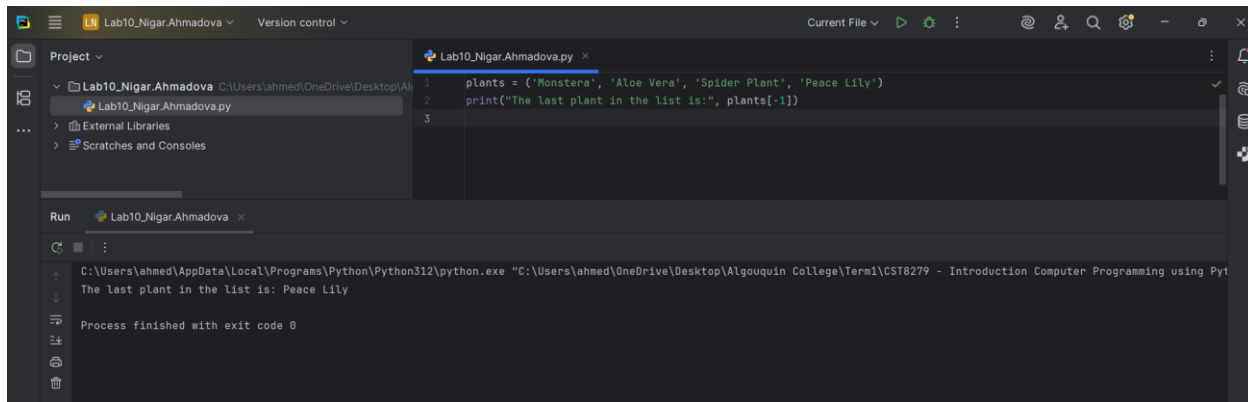 LN Lab10_Nigar.Ahmadova Version control Current File
Project
Lab10_Nigar.Ahmadova.py
Lab10_Nigar.Ahmadova C:\Users\ahmed\OneDrive\Desktop\Al
Lab10_Nigar.Ahmadova.py
External Libraries
Scratches and Consoles
1 plants = ('Monstera', 'Aloe Vera', 'Spider Plant', 'Peace Lily')
2 print("The last plant in the list is:", plants[-1])
3
Run Lab10_Nigar.Ahmadova
C:\Users\ahmed\AppData\Local\Programs\Python\Python312\python.exe "C:\Users\ahmed\OneDrive\Desktop\Algouquin College\Term1\CST8279 - Introduction Computer Programming using Pyt
The last plant in the list is: Peace Lily
Process finished with exit code 0